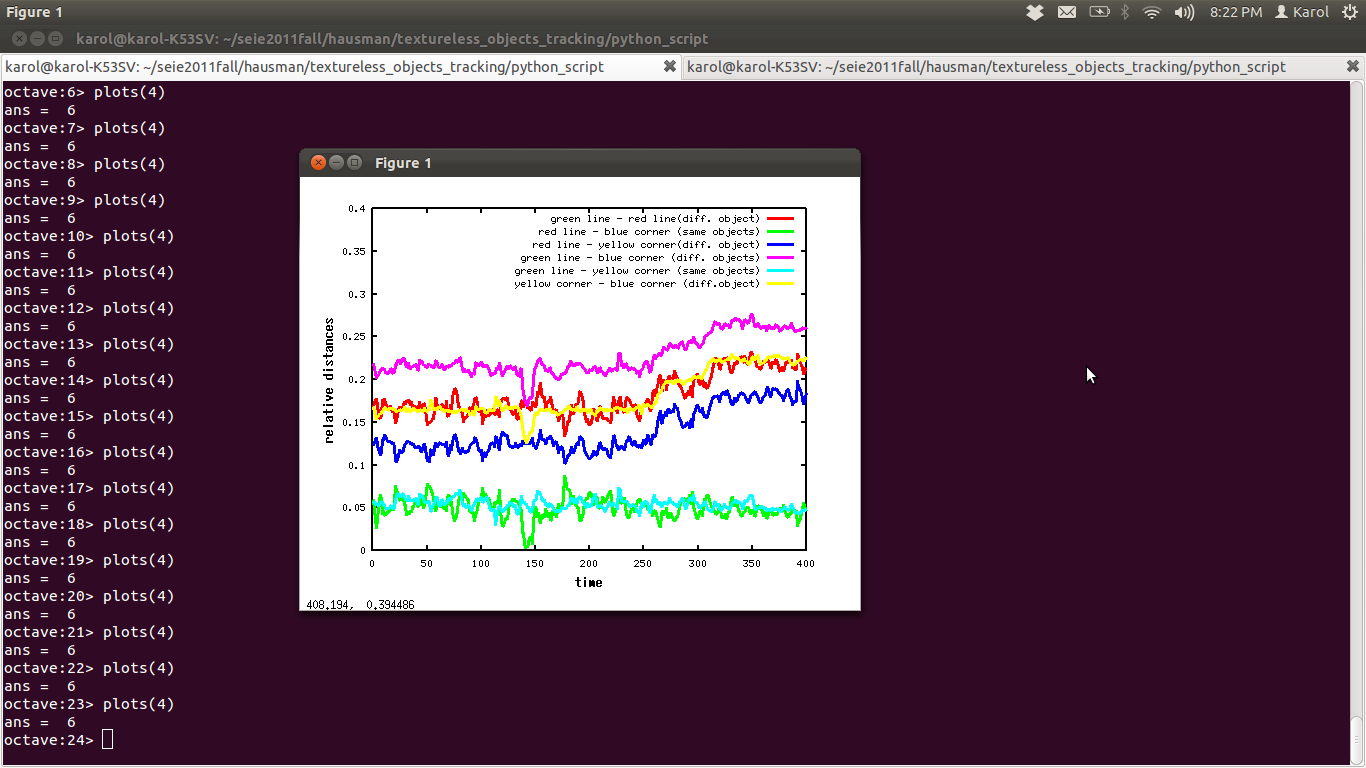 Figure 1
8:22 PM Karol
karol@karol-K53SV: ~/seie2011fall/hausman/textureless_objects_tracking/python_script
karol@karol-K53SV: ~/seie2011fall/hausman/textureless_objects_tracking/python_script
karol@karol-K53SV: ~/seie2011fall/hausman/textureless_objects_tracking/python_script
octave:6> plots(4)
ans = 6
octave:7> plots(4)
ans = 6
octave:8> plots(4)
ans = 6
octave:9> plots(4)
ans = 6
octave:10> plots(4)
ans = 6
octave:11> plots(4)
ans = 6
octave:12> plots(4)
ans = 6
octave:13> plots(4)
ans = 6
octave:14> plots(4)
ans = 6
octave:15> plots(4)
ans = 6
octave:16> plots(4)
ans = 6
octave:17> plots(4)
ans = 6
octave:18> plots(4)
ans = 6
octave:19> plots(4)
ans = 6
octave:20> plots(4)
ans = 6
octave:21> plots(4)
ans = 6
octave:22> plots(4)
ans = 6
octave:23> plots(4)
ans = 6
octave:24>
Figure 1
green line - red line(diff. object)
red line - blue corner (same objects)
red line - yellow corner(diff. object)
green line - blue corner (diff. object)
green line - yellow corner (same objects)
yellow corner - blue corner (diff.object)
0.4
0.35
0.3
0.25
0.2
0.15
0.1
0.05
0
relative distances
0 50 100 150 200 250 300 350 400
time
408.194, 0.394486